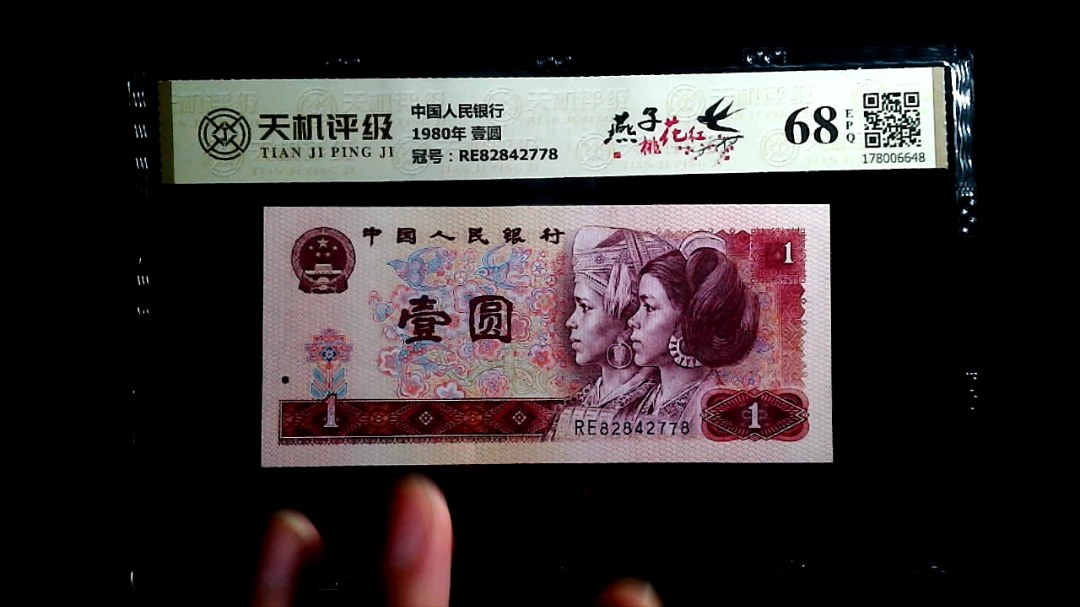 天机评级
TIAN JI PING JI
中国人民银行
1980年 壹圆
冠号：RE82842778
燕子
桃花红
68
EPQ
178006648
中国人民银行
1
壹圆
1
RE82842778
1